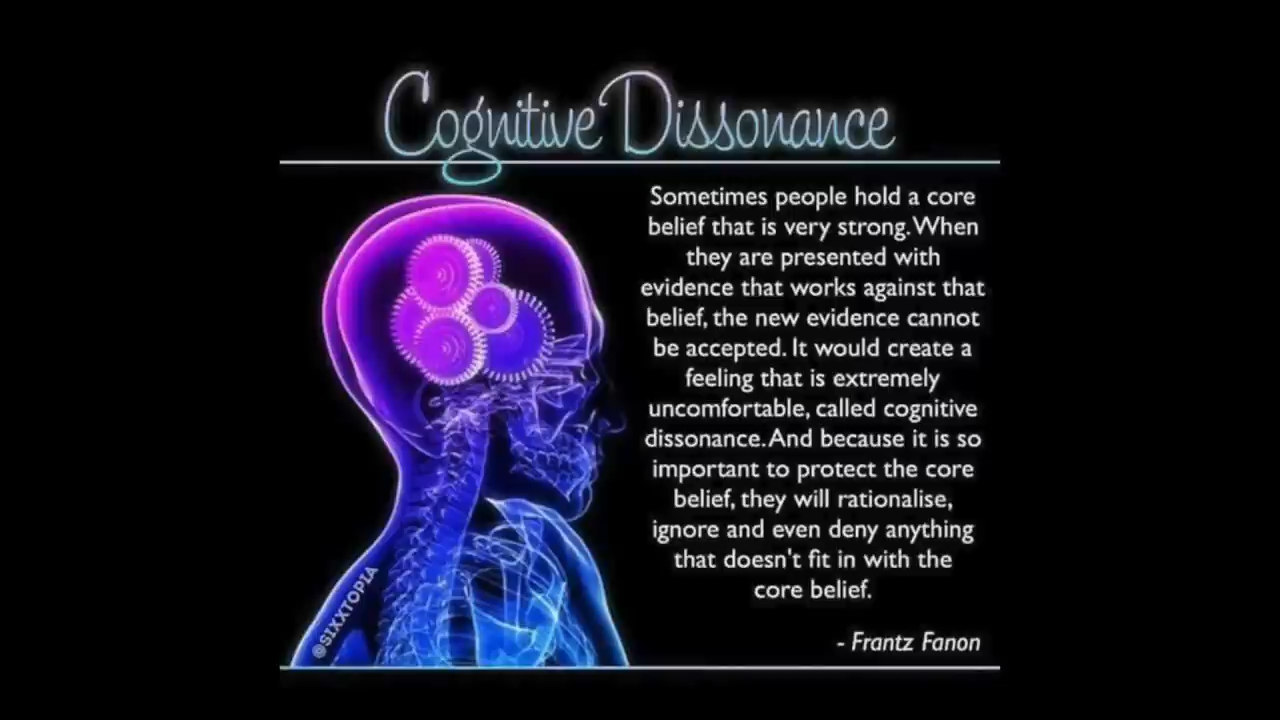 Cognitive Dissonance
Sometimes people hold a core
belief that is very strong. When
they are presented with
evidence that works against that
belief, the new evidence cannot
be accepted. It would create a
feeling that is extremely
uncomfortable, called cognitive
dissonance. And because it is so
important to protect the core
belief, they will rationalise,
ignore and even deny anything
that doesn't fit in with the
core belief.
- Frantz Fanon
@SIXXTOPIA